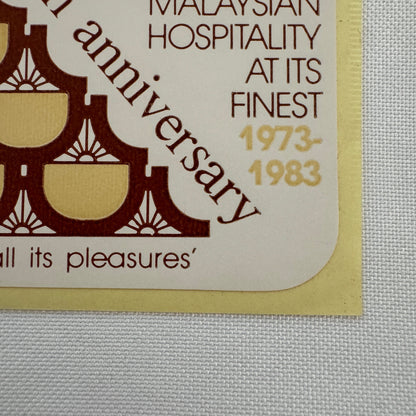 MALAYSIAN
HOSPITALITY
AT ITS
FINEST
1973-
1983
anniversary
all its pleasures'